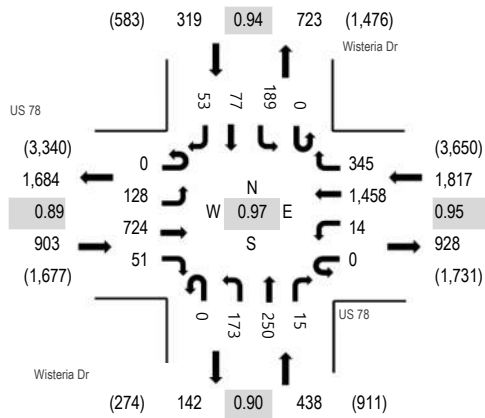 (583) 319 0.94 723 (1,476)
Wisteria Dr
53 77 189 0
US 78
(3,340)
1,684
0.89
903
(1,677)
0
128
724
51
N
W 0.97 E
S
345
1,458
14
0
(3,650)
1,817
0.95
928
(1,731)
0 173 250 15
US 78
Wisteria Dr
(274) 142 0.90 438 (911)